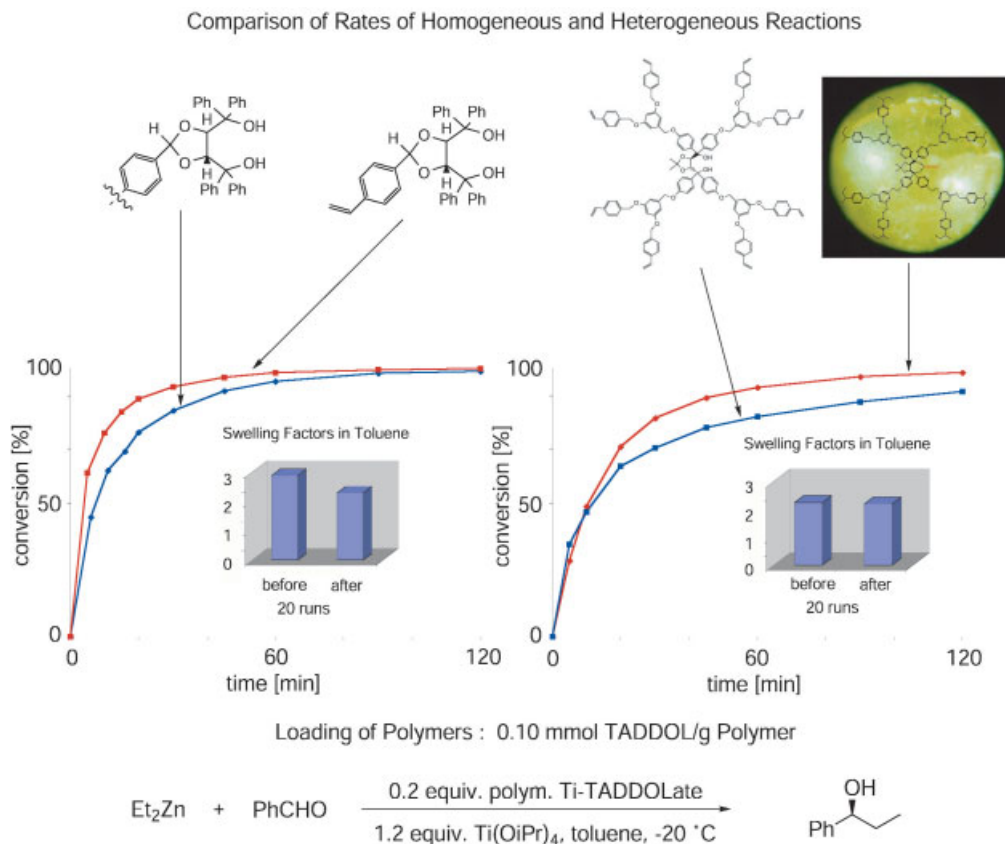 Comparison of Rates of Homogeneous and Heterogeneous Reactions
Ph
Ph
H
O
H
OH
O
H
OH
Ph
Ph
Ph
Ph
H
O
H
OH
O
H
OH
Ph
Ph
100
50
0
conversion [%]
Swelling Factors in Toluene
3
2
1
0
before after
20 runs
0 60 120
time [min]
100
50
0
conversion [%]
Swelling Factors in Toluene
3
2
1
0
before after
20 runs
0 60 120
time [min]
Loading of Polymers : 0.10 mmol TADDOL/g Polymer
Et2Zn + PhCHO
0.2 equiv. polym. Ti-TADDOLate
1.2 equiv. Ti(OiPr)4, toluene, -20 °C
OH
Ph